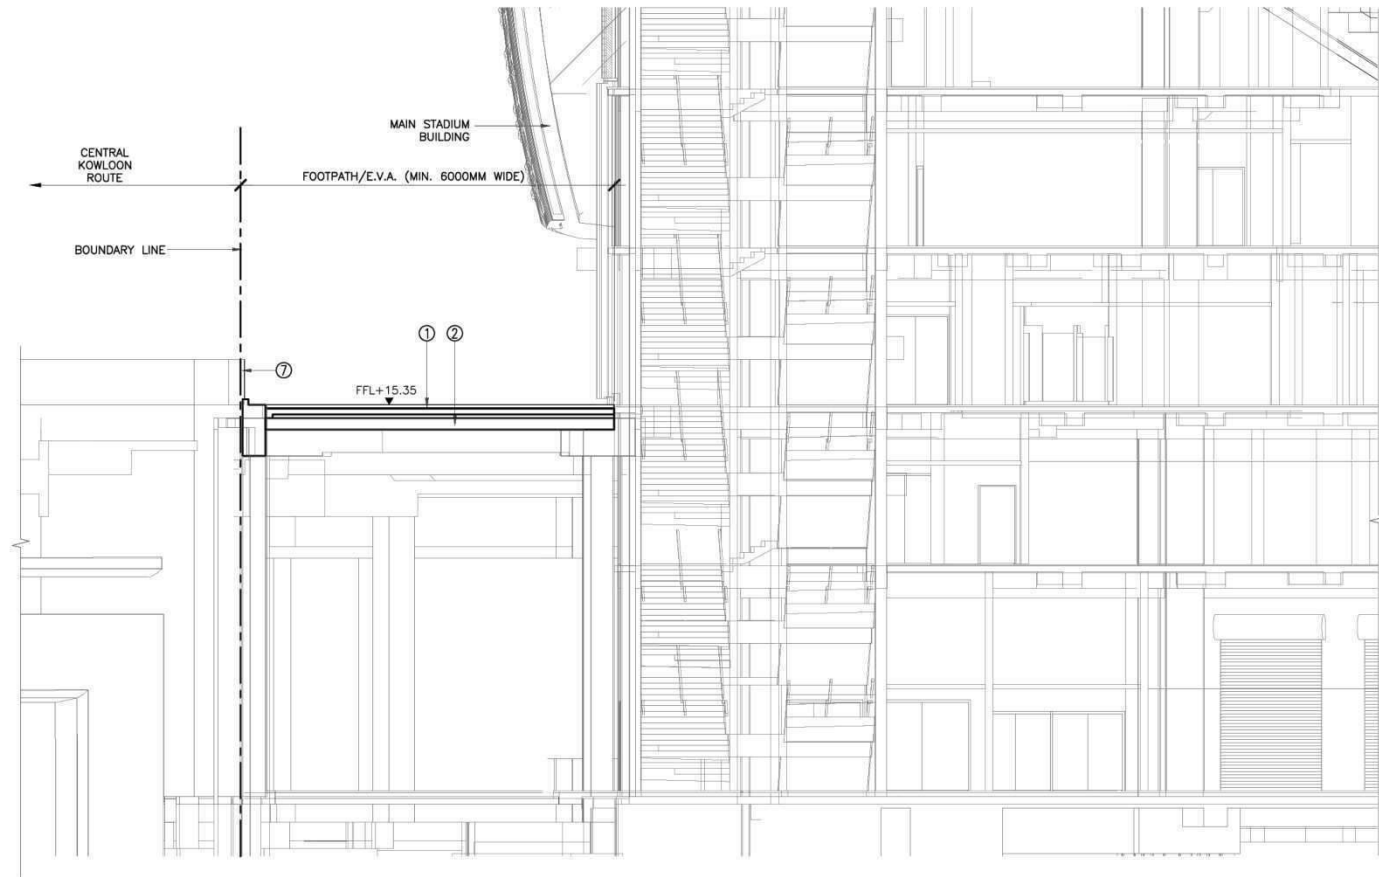 MAIN STADIUM
BUILDING
CENTRAL
KOWLOON
ROUTE
FOOTPATH/E.V.A. (MIN. 6000MM WIDE)
BOUNDARY LINE
1 2
7
FFL+15.35